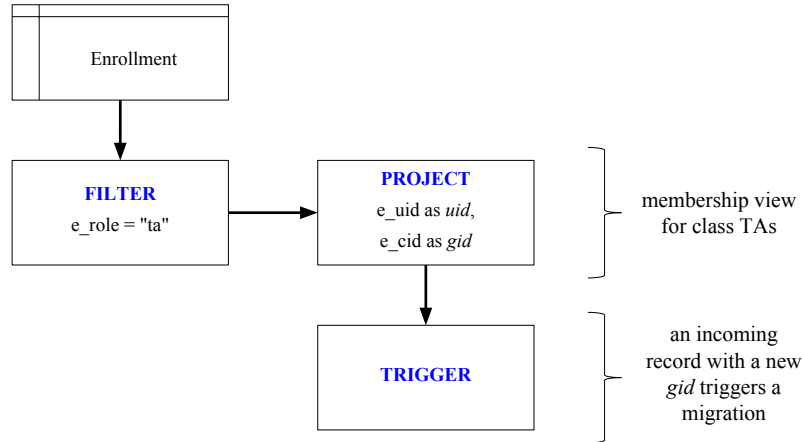 Enrollment
FILTER
e_role = "ta"
PROJECT
e_uid as uid,
e_cid as gid
membership view
for class TAs
TRIGGER
an incoming
record with a new
gid triggers a
migration